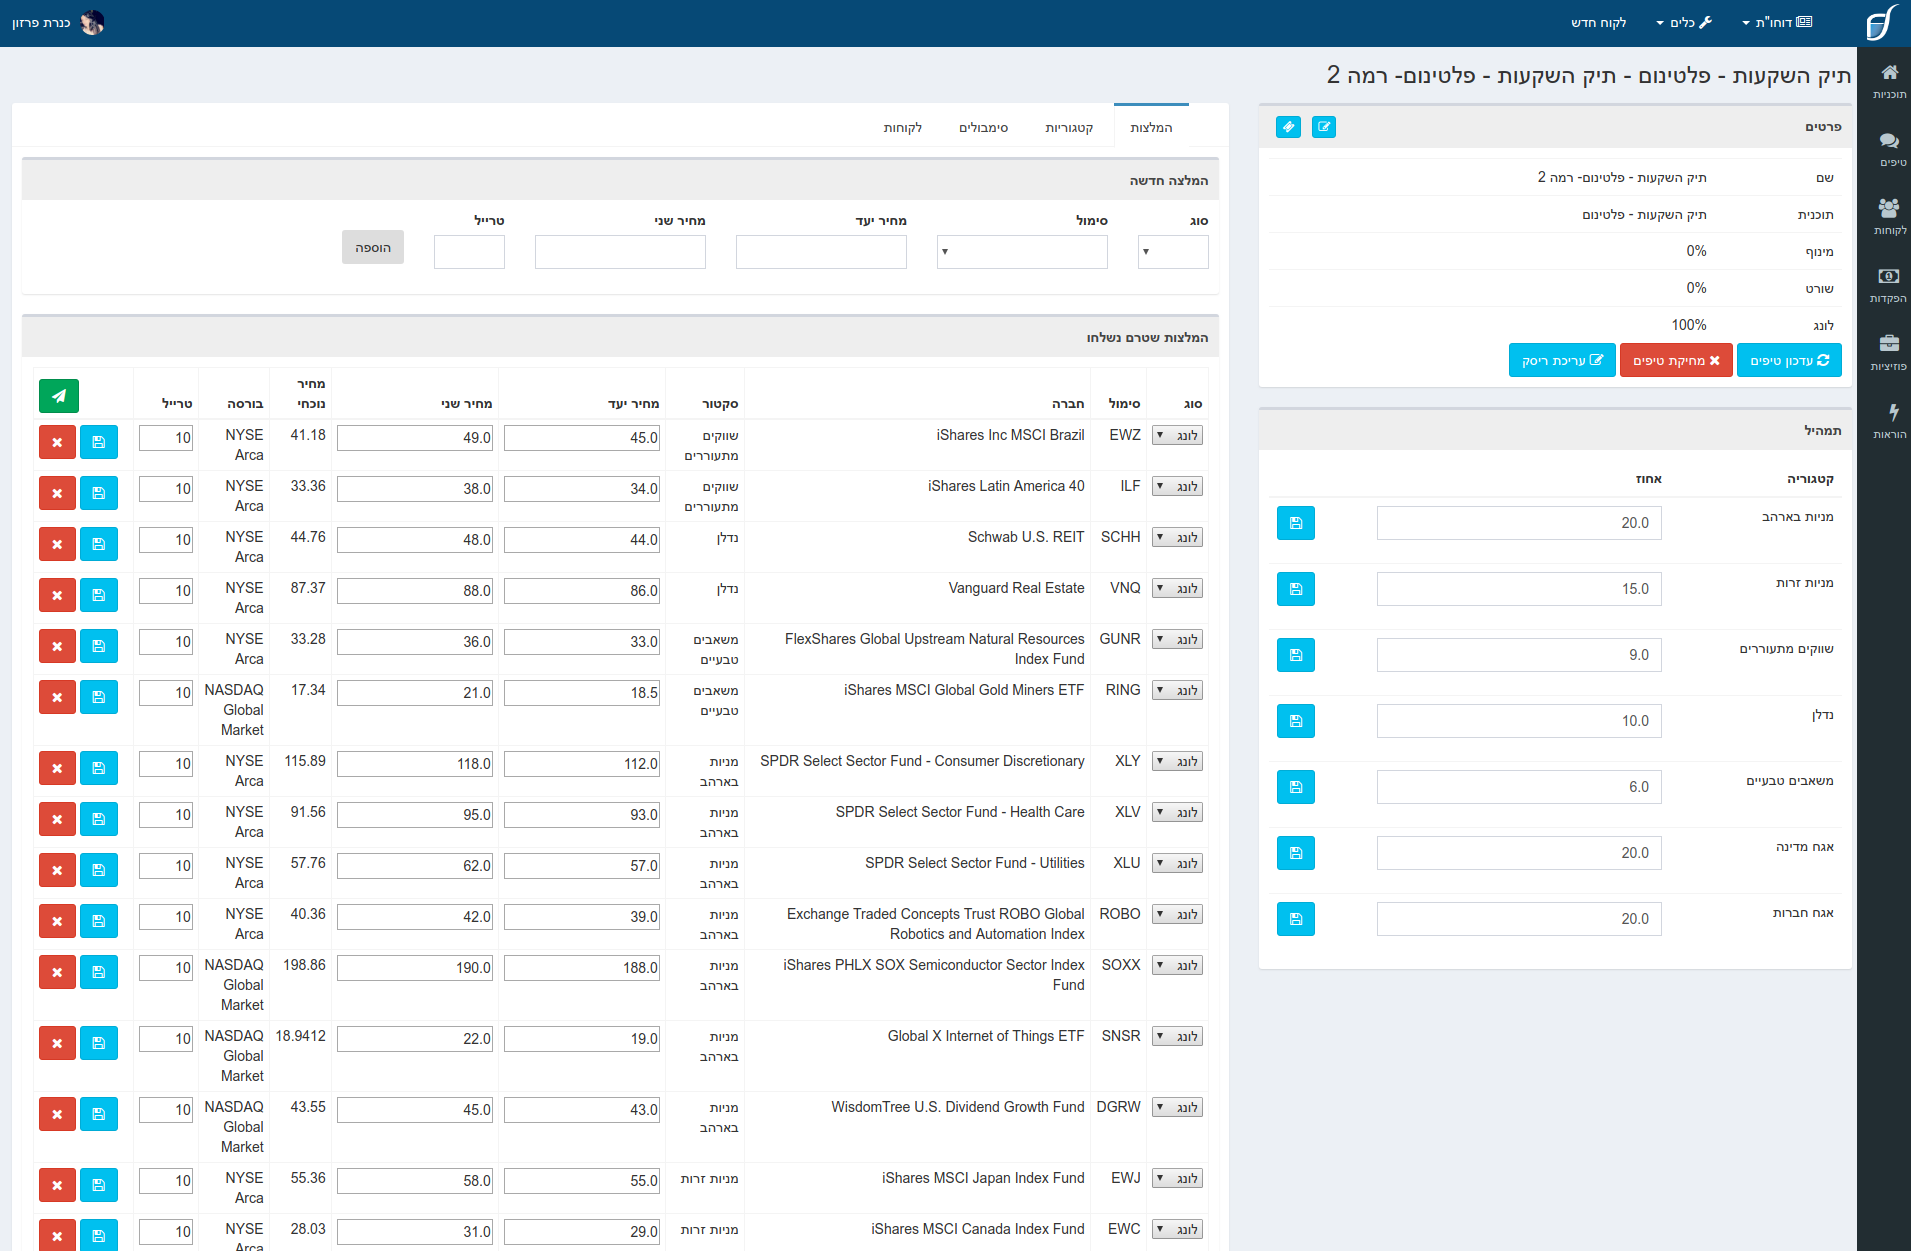 דוחו"ת
כלים
לקוח חדש
כנרת פרזון
תוכניות
טיפים
לקוחות
הפקדות
פוזיציות
הוראות
תיק השקעות - פלטינום - תיק השקעות - פלטינום- רמה 2
פרטים
שם תיק השקעות - פלטינום- רמה 2
תוכנית תיק השקעות - פלטינום
מינוף 0%
שורט 0%
לונג 100%
עדכון טיפים
מחיקת טיפים
עריכת ריסק
תמהיל
קטגוריה אחוז
מניות בארהב 20.0
מניות זרות 15.0
שווקים מתעוררים 9.0
נדלן 10.0
משאבים טבעיים 6.0
אגח מדינה 20.0
אגח חברות 20.0
המלצות קטגוריות סימבולים לקוחות
המלצה חדשה
סוג סימול מחיר יעד מחיר שני טרייל
הוספה
המלצות שטרם נשלחו
סוג סימול חברה סקטור מחיר יעד מחיר שני מחיר נוכחי בורסה טרייל
לונג EWZ iShares Inc MSCI Brazil שווקים מתעוררים 45.0 49.0 41.18 NYSE Arca 10
לונג ILF iShares Latin America 40 שווקים מתעוררים 34.0 38.0 33.36 NYSE Arca 10
לונג SCHH Schwab U.S. REIT נדלן 44.0 48.0 44.76 NYSE Arca 10
לונג VNQ Vanguard Real Estate נדלן 86.0 88.0 87.37 NYSE Arca 10
לונג GUNR FlexShares Global Upstream Natural Resources Index Fund משאבים טבעיים 33.0 36.0 33.28 NYSE Arca 10
לונג RING iShares MSCI Global Gold Miners ETF משאבים טבעיים 18.5 21.0 17.34 NASDAQ Global Market 10
לונג XLY SPDR Select Sector Fund - Consumer Discretionary מניות בארהב 112.0 118.0 115.89 NYSE Arca 10
לונג XLV SPDR Select Sector Fund - Health Care מניות בארהב 93.0 95.0 91.56 NYSE Arca 10
לונג XLU SPDR Select Sector Fund - Utilities מניות בארהב 57.0 62.0 57.76 NYSE Arca 10
לונג ROBO Exchange Traded Concepts Trust ROBO Global Robotics and Automation Index מניות בארהב 39.0 42.0 40.36 NYSE Arca 10
לונג SOXX iShares PHLX SOX Semiconductor Sector Index Fund מניות בארהב 188.0 190.0 198.86 NASDAQ Global Market 10
לונג SNSR Global X Internet of Things ETF מניות בארהב 19.0 22.0 18.9412 NASDAQ Global Market 10
לונג DGRW WisdomTree U.S. Dividend Growth Fund מניות בארהב 43.0 45.0 43.55 NASDAQ Global Market 10
לונג EWJ iShares MSCI Japan Index Fund מניות זרות 55.0 58.0 55.36 NYSE Arca 10
לונג EWC iShares MSCI Canada Index Fund מניות זרות 29.0 31.0 28.03 NYSE Arca 10